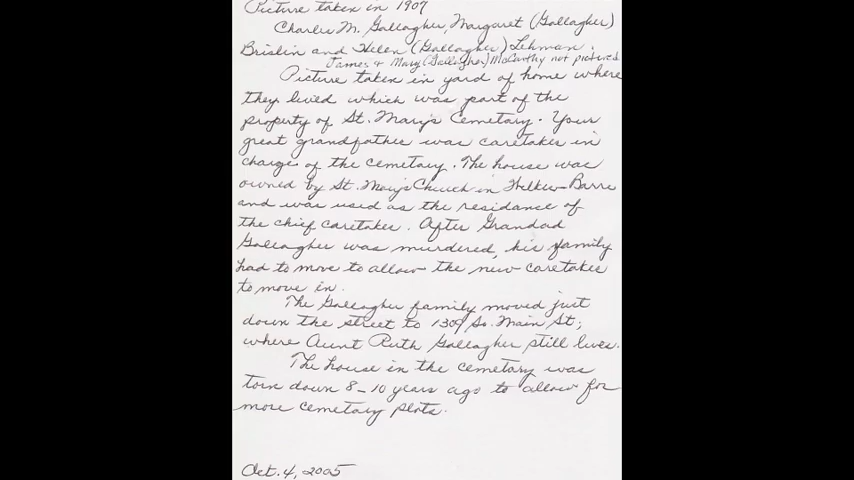 Picture taken in 1907
Charles M. Gallagher, Margaret (Gallagher)
Brislin and Helen (Gallagher) Lehman.
James & Mary (Gallagher) McCarthy not pictured
Picture taken in yard of home where
they lived which was part of the
property of St. Mary's Cemetary. Your
great grandfather was caretaker in
charge of the cemetary. The house was
owned by St. Mary's Church in Wilkes-Barre
and was used as the residance of
the chief caretaker. After Grandad
Gallagher was murdered, his family
had to move to allow the new caretaker
to move in.
The Gallagher family moved just
down the street to 1309 So. Main St;
where Aunt Ruth Gallagher still lives.
The house in the cemetary was
torn down 8-10 years ago to allow for
more cemetary plots.
Oct. 4, 2005